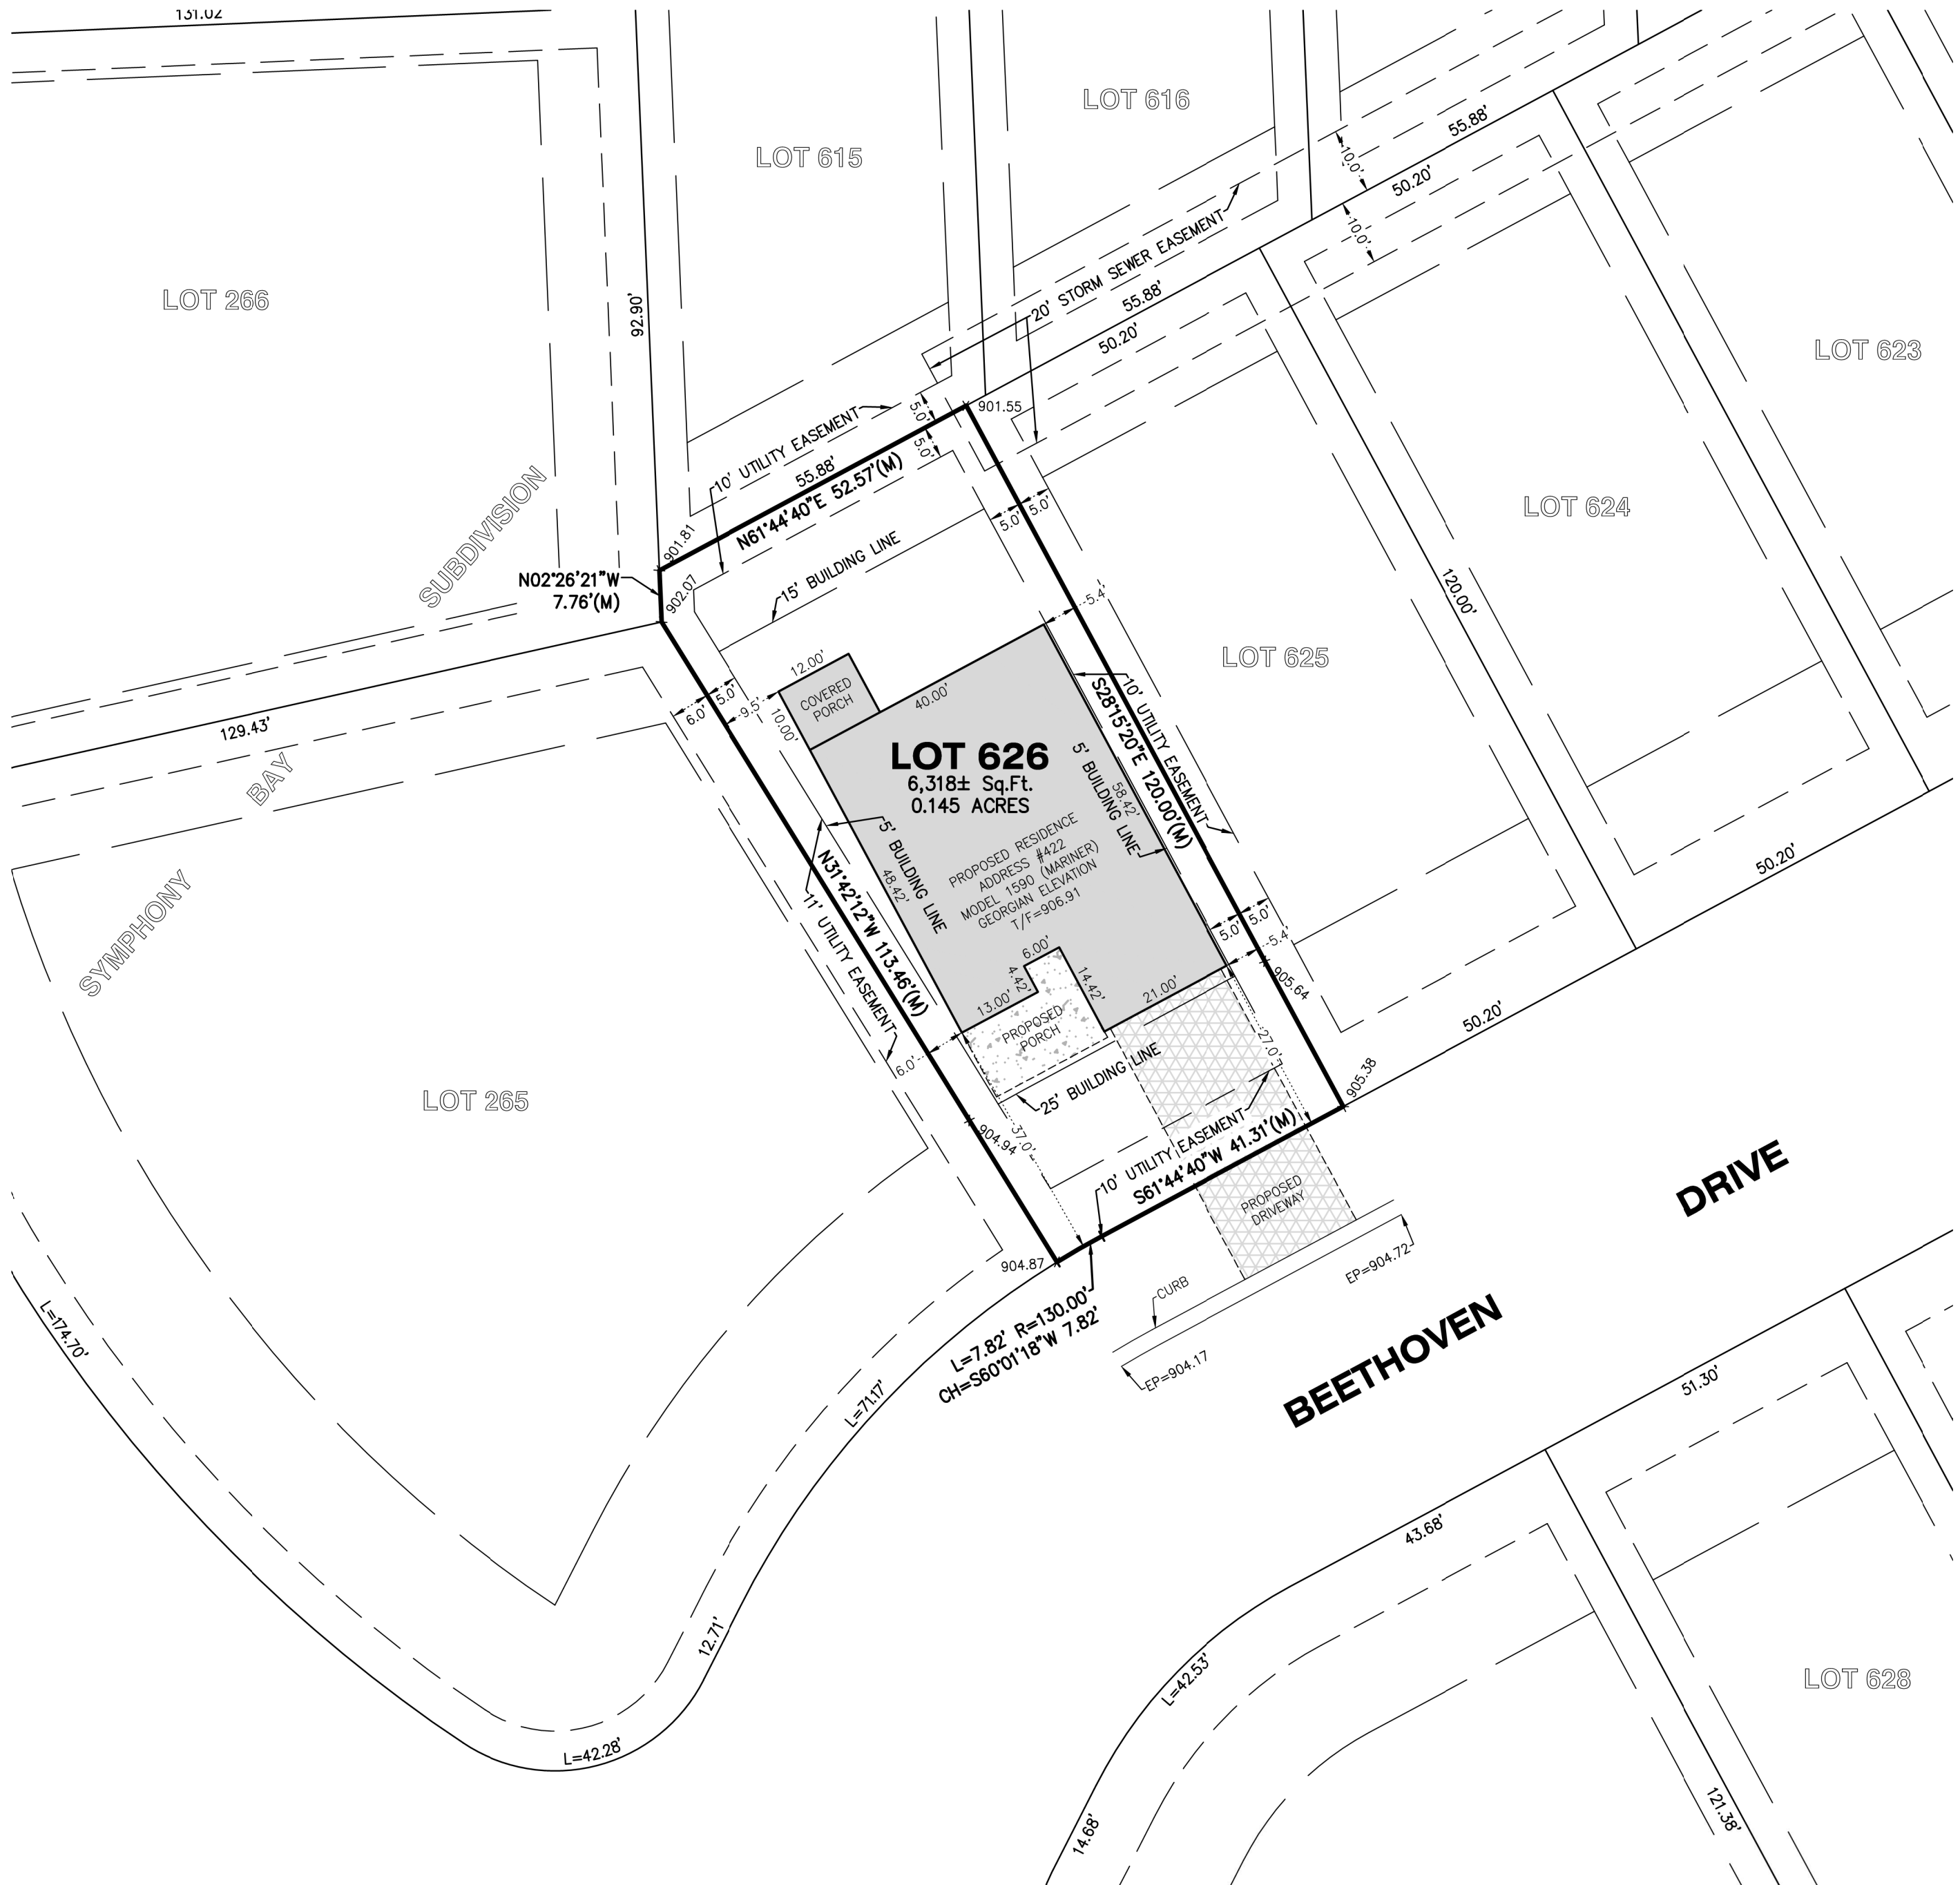 131.02
LOT 616
LOT 615
55.88'
10.0'
50.20'
LOT 266
92.90'
20' STORM SEWER EASEMENT
10.0'
55.88'
50.20'
LOT 623
901.55
5.0'
10' UTILITY EASEMENT
5.0'
55.88'
N61°44'40"E 52.57'(M)
LOT 624
SUBDIVISION
901.81
5.0'
5.0'
15' BUILDING LINE
N02°26'21"W
7.76'(M)
902.07
5.4'
120.00'
LOT 625
12.00'
COVERED
PORCH
40.00'
5.0'
6.0'
9.5'
10.00'
129.43'
10' UTILITY EASEMENT
S28°15'20"E 120.00'(M)
LOT 626
6,318± Sq.Ft.
0.145 ACRES
BAY
58.42'
5' BUILDING LINE
5' BUILDING LINE
48.42'
PROPOSED RESIDENCE
ADDRESS #422
MODEL 1590 (MARINER)
GEORGIAN ELEVATION
T/F=906.91
50.20'
SYMPHONY
N31°42'12"W 113.46'(M)
11' UTILITY EASEMENT
5.0'
5.0'
5.4'
6.00'
4.42'
14.42'
13.00'
21.00'
905.64
50.20'
PROPOSED
PORCH
27.0'
6.0'
25' BUILDING LINE
905.38
LOT 265
904.94
37.0'
10' UTILITY EASEMENT
S61°44'40"W 41.31'(M)
PROPOSED
DRIVEWAY
DRIVE
904.87
EP=904.72
CURB
L=7.82' R=130.00'
CH=S60°01'18"W 7.82'
L=174.70'
EP=904.17
BEETHOVEN
L=71.17'
51.30'
43.68'
12.71'
L=42.53'
LOT 628
L=42.28'
121.38'
14.68'